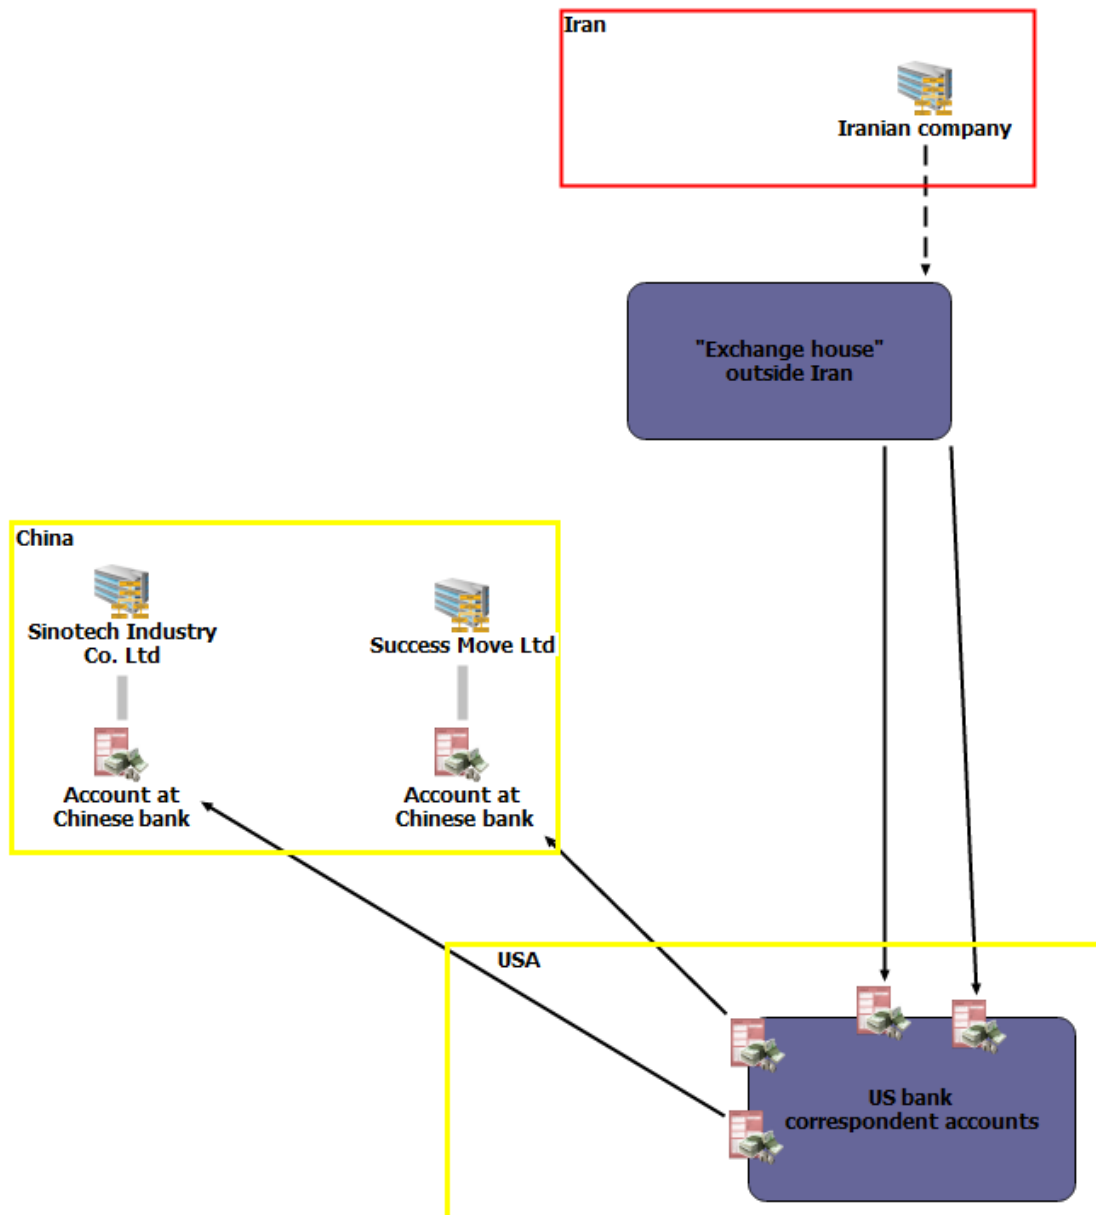 Iran
Iranian company
"Exchange house"
outside Iran
China
Sinotech Industry
Co. Ltd
Success Move Ltd
Account at
Chinese bank
Account at
Chinese bank
USA
US bank
correspondent accounts